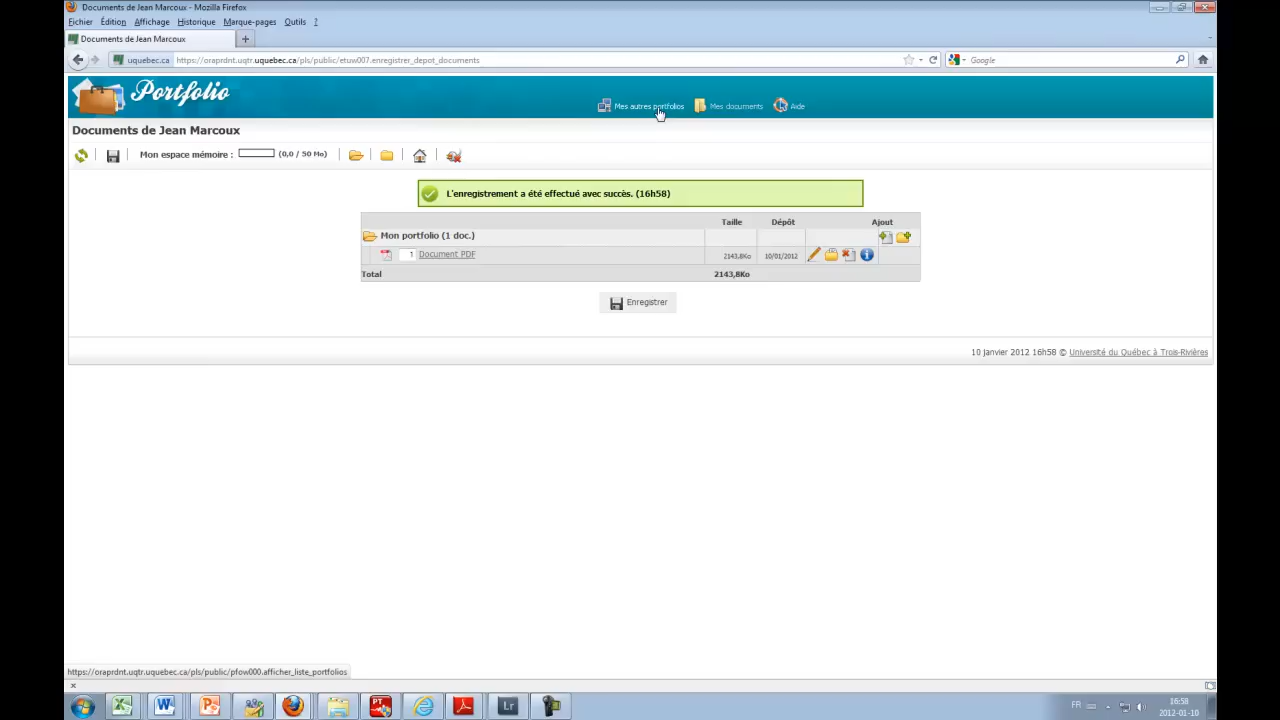 Documents de Jean Marcoux - Mozilla Firefox
Fichier Édition Affichage Historique Marque-pages Outils ?
Documents de Jean Marcoux +
uquebec.ca https://oraprdnt.uqtr.uquebec.ca/pls/public/etuw007.enregistrer_depot_documents Google
Portfolio
Mes autres portfolios Mes documents Aide
Documents de Jean Marcoux
Mon espace mémoire : (0,0 / 50 Mo)
L'enregistrement a été effectué avec succès. (16h58)
Taille Dépôt Ajout
Mon portfolio (1 doc.)
1 Document PDF 2143,8Ko 10/01/2012
Total 2143,8Ko
Enregistrer
10 janvier 2012 16h58 © Université du Québec à Trois-Rivières
https://oraprdnt.uqtr.uquebec.ca/pls/public/pfow000.afficher_liste_portfolios
x
PT
Lr
FR
16:58
2012-01-10